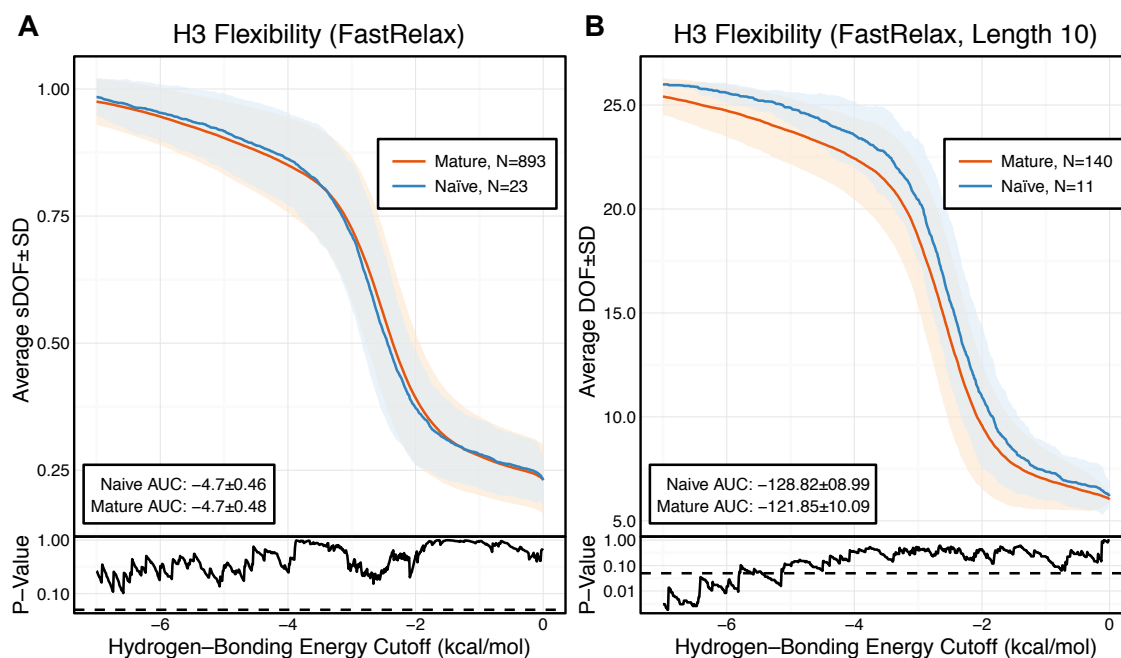 A
H3 Flexibility (FastRelax)
Average sDOF±SD
1.00
0.75
0.50
0.25
Mature, N=893
Naïve, N=23
Naive AUC: −4.7±0.46
Mature AUC: −4.7±0.48
P−Value
1.00
0.10
−6
−4
−2
0
Hydrogen−Bonding Energy Cutoff (kcal/mol)
B
H3 Flexibility (FastRelax, Length 10)
Average DOF±SD
25.0
20.0
15.0
10.0
5.0
Mature, N=140
Naïve, N=11
Naive AUC: −128.82±08.99
Mature AUC: −121.85±10.09
P−Value
1.00
0.10
0.01
−6
−4
−2
0
Hydrogen−Bonding Energy Cutoff (kcal/mol)